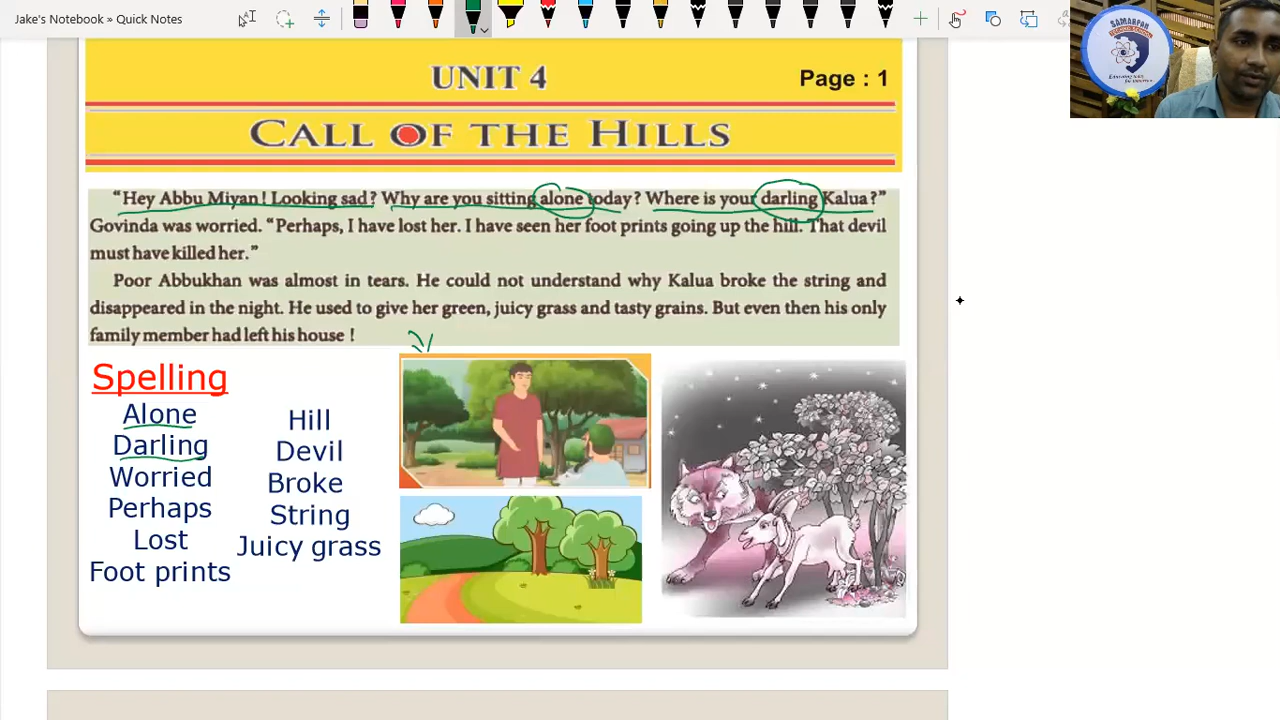 Jake's Notebook » Quick Notes
SAMARPAN
UNIT 4
Page : 1
CALL OF THE HILLS
“Hey Abbu Miyan ! Looking sad ? Why are you sitting alone today ? Where is your darling Kalua ?”
Govinda was worried. “Perhaps, I have lost her. I have seen her foot prints going up the hill. That devil
must have killed her.”
Poor Abbukhan was almost in tears. He could not understand why Kalua broke the string and
disappeared in the night. He used to give her green, juicy grass and tasty grains. But even then his only
family member had left his house !
Spelling
Alone
Darling
Worried
Perhaps
Lost
Foot prints
Hill
Devil
Broke
String
Juicy grass